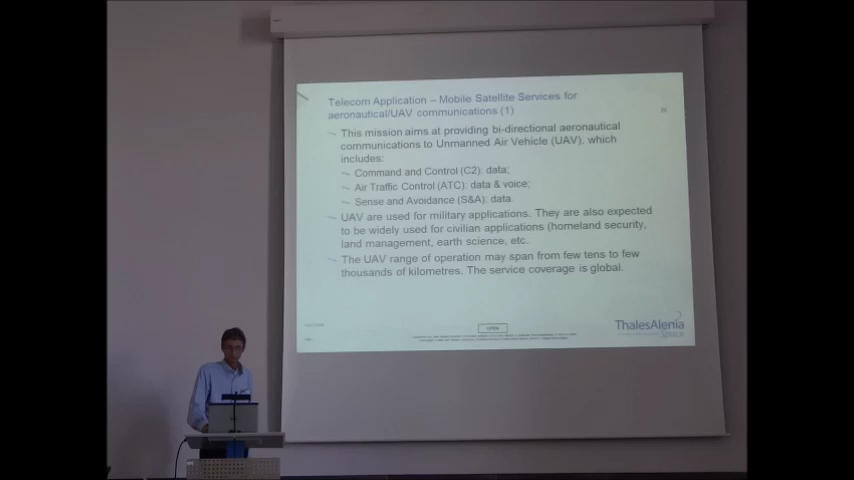 Telecom Application – Mobile Satellite Services for
aeronautical/UAV communications (1)
This mission aims at providing bi-directional aeronautical
communications to Unmanned Air Vehicle (UAV), which
includes:
Command and Control (C2): data;
Air Traffic Control (ATC): data & voice;
Sense and Avoidance (S&A): data.
UAV are used for military applications. They are also expected
to be widely used for civilian applications (homeland security,
land management, earth science, etc.
The UAV range of operation may span from few tens to few
thousands of kilometres. The service coverage is global.
OPEN
ThalesAlenia
Space